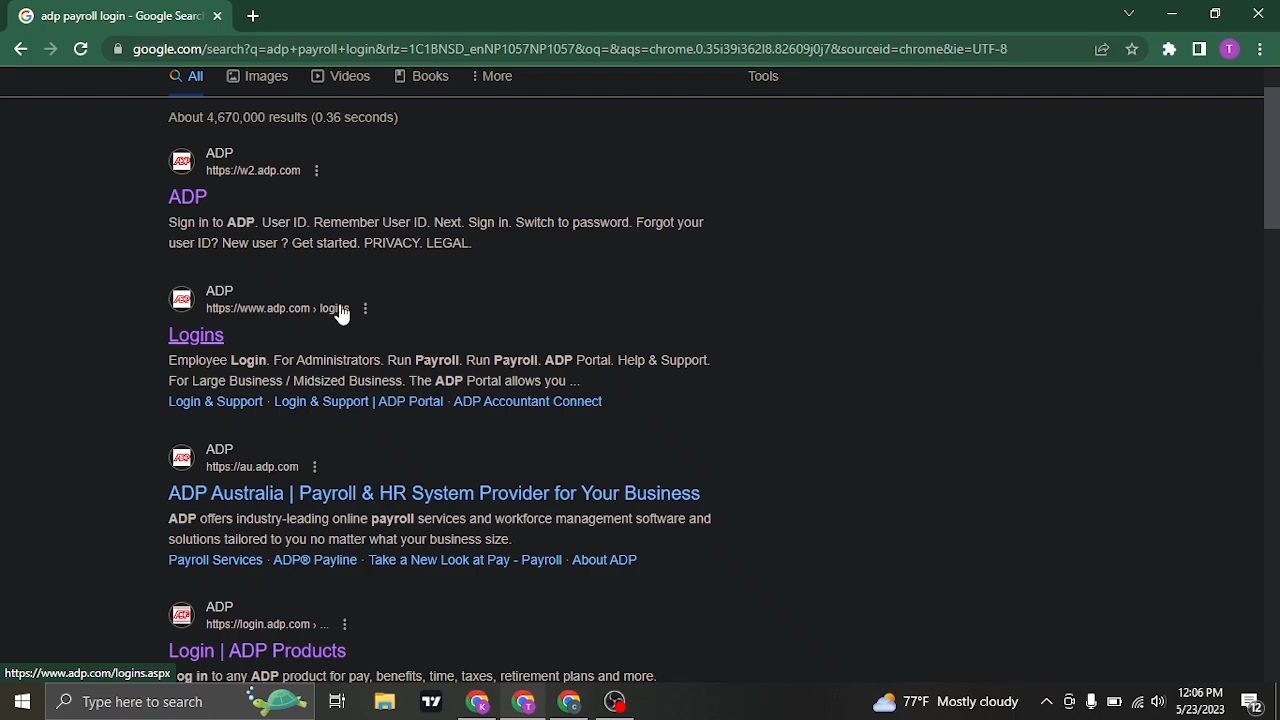 adp payroll login - Google Searc
google.com/search?q=adp+payroll+login&rlz=1C1BNSD_enNP1057NP1057&oq=&aqs=chrome.0.35i39i362l8.82609j0j7&sourceid=chrome&ie=UTF-8
T
All
Images
Videos
Books
More
Tools
About 4,670,000 results (0.36 seconds)
ADP
https://w2.adp.com
ADP
Sign in to ADP. User ID. Remember User ID. Next. Sign in. Switch to password. Forgot your
user ID? New user ? Get started. PRIVACY. LEGAL.
ADP
https://www.adp.com › logins
Logins
Employee Login. For Administrators. Run Payroll. Run Payroll. ADP Portal. Help & Support.
For Large Business / Midsized Business. The ADP Portal allows you ...
Login & Support · Login & Support | ADP Portal · ADP Accountant Connect
ADP
https://au.adp.com
ADP Australia | Payroll & HR System Provider for Your Business
ADP offers industry-leading online payroll services and workforce management software and
solutions tailored to you no matter what your business size.
Payroll Services · ADP® Payline · Take a New Look at Pay - Payroll · About ADP
ADP
https://login.adp.com › ...
Login | ADP Products
Log in to any ADP product for pay, benefits, time, taxes, retirement plans and more.
https://www.adp.com/logins.aspx
Type here to search
K
T
C
77°F Mostly cloudy
12:06 PM
5/23/2023
12